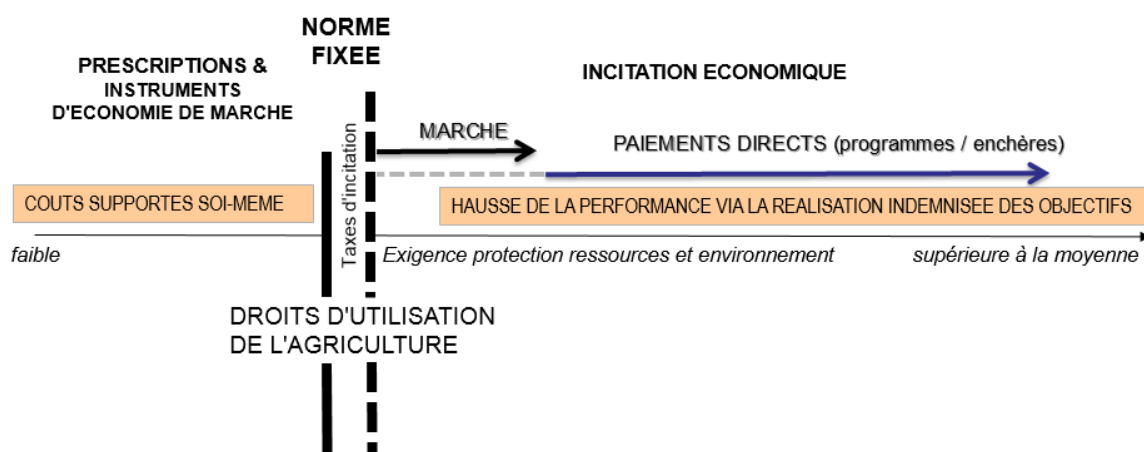 NORME
FIXEE
PRESCRIPTIONS &
INSTRUMENTS
D'ECONOMIE DE MARCHE
INCITATION ECONOMIQUE
Taxes d'incitation
MARCHE
PAIEMENTS DIRECTS (programmes / enchères)
COUTS SUPPORTES SOI-MEME
HAUSSE DE LA PERFORMANCE VIA LA REALISATION INDEMNISEE DES OBJECTIFS
faible
Exigence protection ressources et environnement
supérieure à la moyenne
DROITS D'UTILISATION
DE L'AGRICULTURE